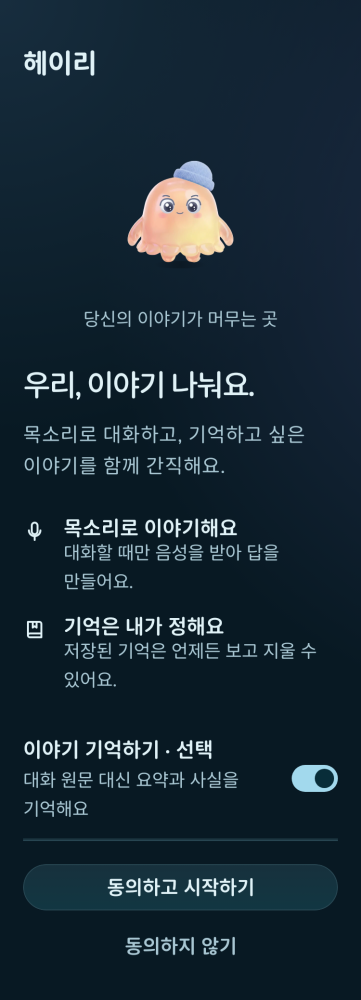 헤이리
당신의 이야기가 머무는 곳
우리, 이야기 나눠요.
목소리로 대화하고, 기억하고 싶은
이야기를 함께 간직해요.
목소리로 이야기해요
대화할 때만 음성을 받아 답을
만들어요.
기억은 내가 정해요
저장된 기억은 언제든 보고 지울 수
있어요.
이야기 기억하기 · 선택
대화 원문 대신 요약과 사실을
기억해요
동의하고 시작하기
동의하지 않기